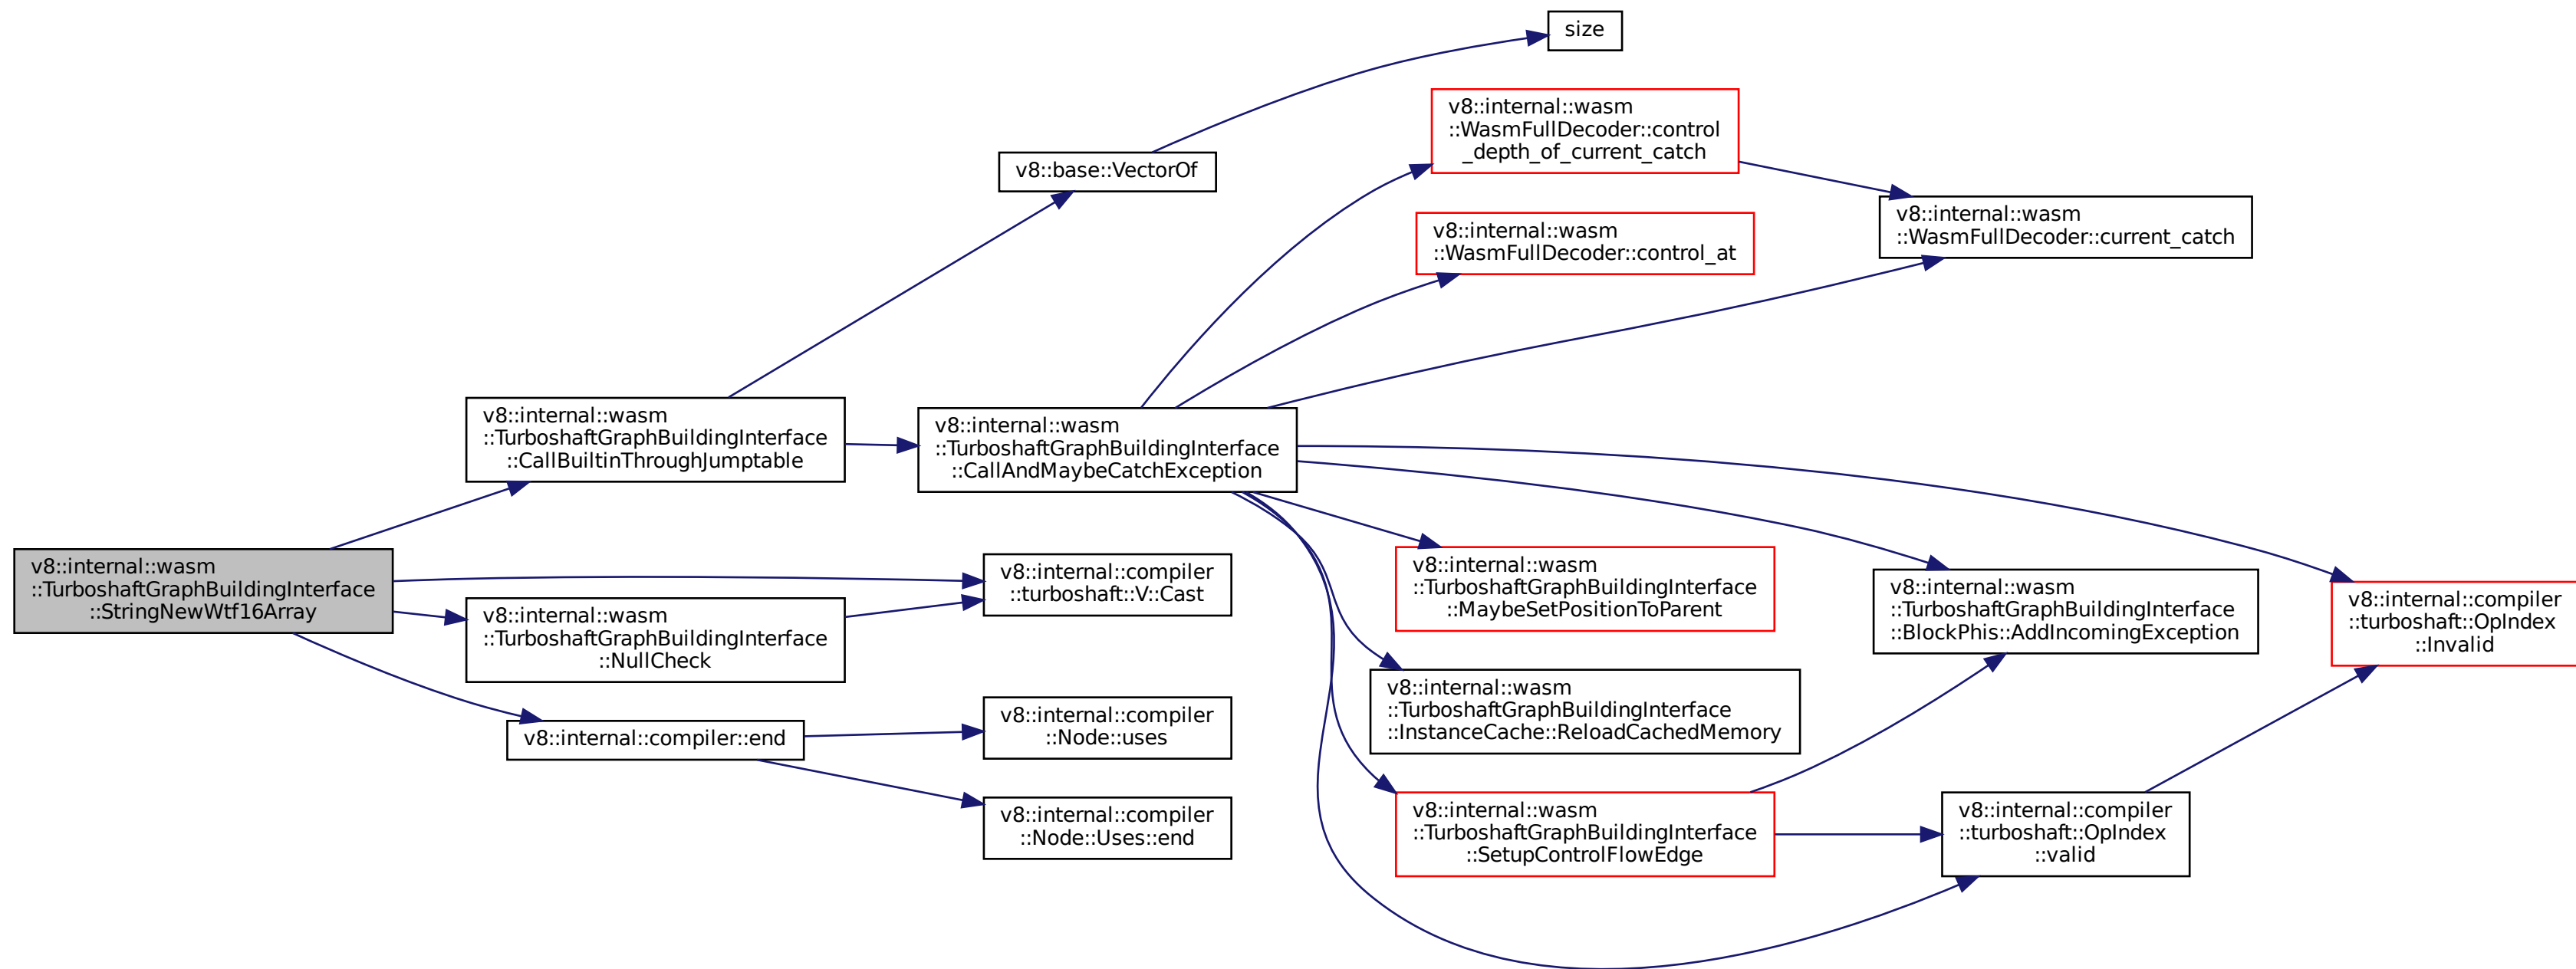 v8::internal::wasm
::TurboshaftGraphBuildingInterface
::StringNewWtf16Array
v8::internal::wasm
::TurboshaftGraphBuildingInterface
::CallBuiltinThroughJumptable
v8::base::VectorOf
size
v8::internal::wasm
::TurboshaftGraphBuildingInterface
::CallAndMaybeCatchException
v8::internal::wasm
::WasmFullDecoder::control
_depth_of_current_catch
v8::internal::wasm
::WasmFullDecoder::current_catch
v8::internal::wasm
::WasmFullDecoder::control_at
v8::internal::wasm
::TurboshaftGraphBuildingInterface
::MaybeSetPositionToParent
v8::internal::wasm
::TurboshaftGraphBuildingInterface
::InstanceCache::ReloadCachedMemory
v8::internal::wasm
::TurboshaftGraphBuildingInterface
::SetupControlFlowEdge
v8::internal::wasm
::TurboshaftGraphBuildingInterface
::BlockPhis::AddIncomingException
v8::internal::compiler
::turboshaft::OpIndex
::valid
v8::internal::compiler
::turboshaft::OpIndex
::Invalid
v8::internal::compiler
::turboshaft::V::Cast
v8::internal::wasm
::TurboshaftGraphBuildingInterface
::NullCheck
v8::internal::compiler::end
v8::internal::compiler
::Node::uses
v8::internal::compiler
::Node::Uses::end